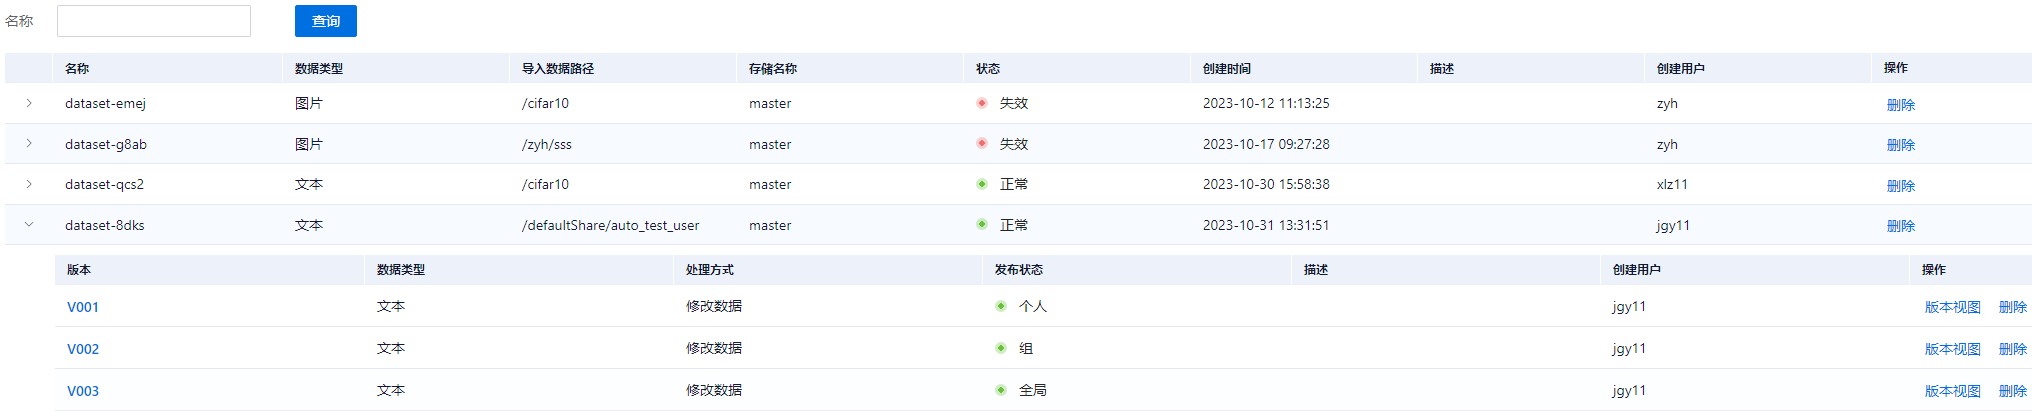 名称 查询
名称 数据类型 导入数据路径 存储名称 状态 创建时间 描述 创建用户 操作
dataset-emej 图片 /cifar10 master 失效 2023-10-12 11:13:25 zyh 删除
dataset-g8ab 图片 /zyh/sss master 失效 2023-10-17 09:27:28 zyh 删除
dataset-qcs2 文本 /cifar10 master 正常 2023-10-30 15:58:38 xlz11 删除
dataset-8dks 文本 /defaultShare/auto_test_user master 正常 2023-10-31 13:31:51 jgy11 删除
版本 数据类型 处理方式 发布状态 描述 创建用户 操作
V001 文本 修改数据 个人 jgy11 版本视图 删除
V002 文本 修改数据 组 jgy11 版本视图 删除
V003 文本 修改数据 全局 jgy11 版本视图 删除